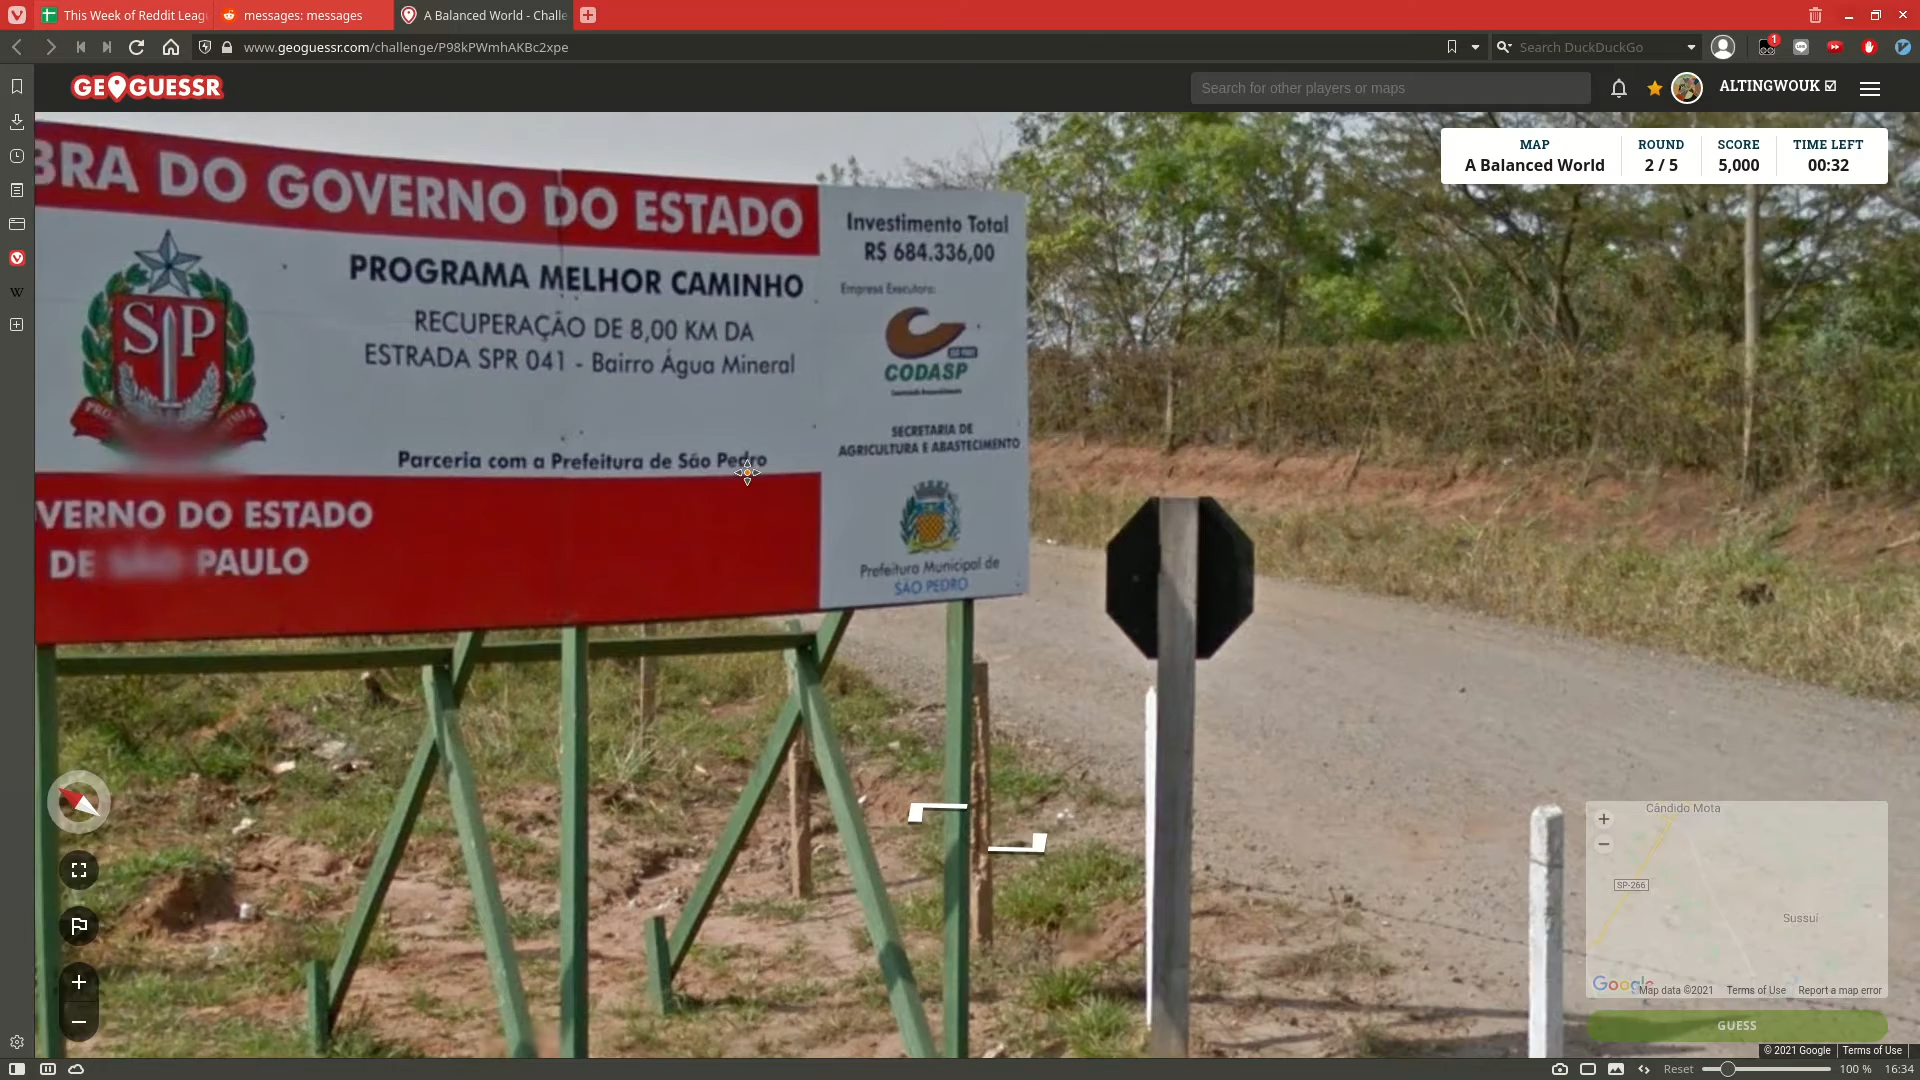 This Week of Reddit Leag
messages: messages
A Balanced World - Challe
www.geoguessr.com/challenge/P98kPWmhAKBc2xpe
Search DuckDuckGo
1
GEOGUESSR
Search for other players or maps
ALTINGWOUK
MAP
A Balanced World
ROUND
2 / 5
SCORE
5,000
TIME LEFT
00:32
BRA DO GOVERNO DO ESTADO
SP
PROGRAMA MELHOR CAMINHO
RECUPERAÇÃO DE 8,00 KM DA
ESTRADA SPR 041 - Bairro Água Mineral
Parceria com a Prefeitura de São Pedro
VERNO DO ESTADO
DE SÃO PAULO
Investimento Total
R$ 684.336,00
Empresa Executora:
CODASP
SECRETARIA DE
AGRICULTURA E ABASTECIMENTO
Prefeitura Municipal de
SÃO PEDRO
Cândido Mota
SP-266
Sussuí
Google
Map data ©2021
Terms of Use
Report a map error
GUESS
© 2021 Google
Terms of Use
W
Reset
100 %
16:34